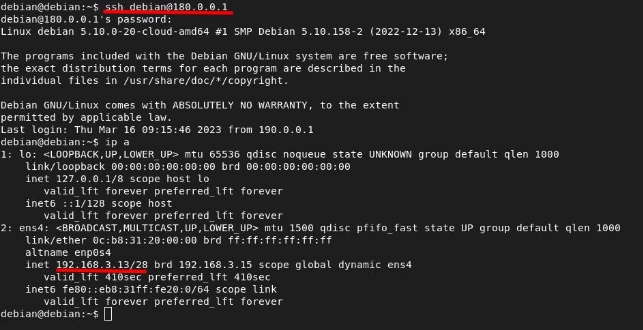 debian@debian:~$ ssh debian@180.0.0.1
debian@180.0.0.1's password:
Linux debian 5.10.0-20-cloud-amd64 #1 SMP Debian 5.10.158-2 (2022-12-13) x86_64
The programs included with the Debian GNU/Linux system are free software;
the exact distribution terms for each program are described in the
individual files in /usr/share/doc/*/copyright.
Debian GNU/Linux comes with ABSOLUTELY NO WARRANTY, to the extent
permitted by applicable law.
Last login: Thu Mar 16 09:15:46 2023 from 190.0.0.1
debian@debian:~$ ip a
1: lo: <LOOPBACK,UP,LOWER_UP> mtu 65536 qdisc noqueue state UNKNOWN group default qlen 1000
    link/loopback 00:00:00:00:00:00 brd 00:00:00:00:00:00
    inet 127.0.0.1/8 scope host lo
       valid_lft forever preferred_lft forever
    inet6 ::1/128 scope host
       valid_lft forever preferred_lft forever
2: ens4: <BROADCAST,MULTICAST,UP,LOWER_UP> mtu 1500 qdisc pfifo_fast state UP group default qlen 1000
    link/ether 0c:b8:31:20:00:00 brd ff:ff:ff:ff:ff:ff
    altname enp0s4
    inet 192.168.3.13/28 brd 192.168.3.15 scope global dynamic ens4
       valid_lft 410sec preferred_lft 410sec
    inet6 fe80::eb8:31ff:fe20:0/64 scope link
       valid_lft forever preferred_lft forever
debian@debian:~$